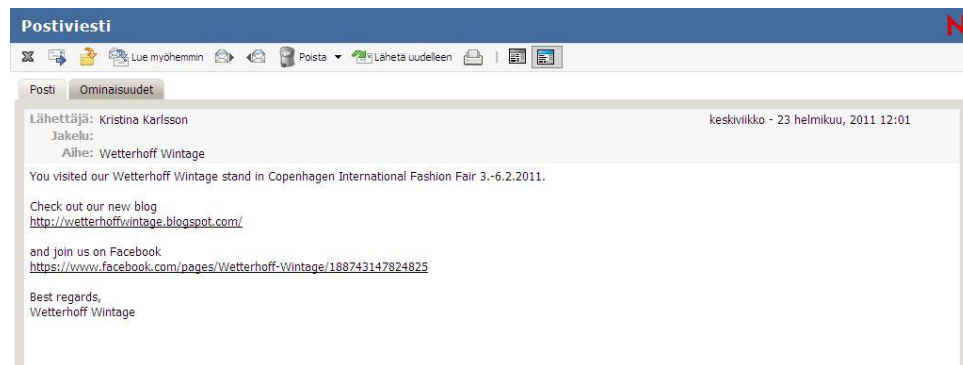 Postiviesti
N
Lue myöhemmin Poista Lähetä uudelleen
Posti Ominaisuudet
Lähettäjä: Kristina Karlsson keskiviikko - 23 helmikuu, 2011 12:01
Jakelu:
Aihe: Wetterhoff Wintage
You visited our Wetterhoff Wintage stand in Copenhagen International Fashion Fair 3.-6.2.2011.
Check out our new blog
http://wetterhoffwintage.blogspot.com/
and join us on Facebook
https://www.facebook.com/pages/Wetterhoff-Wintage/188743147824825
Best regards,
Wetterhoff Wintage